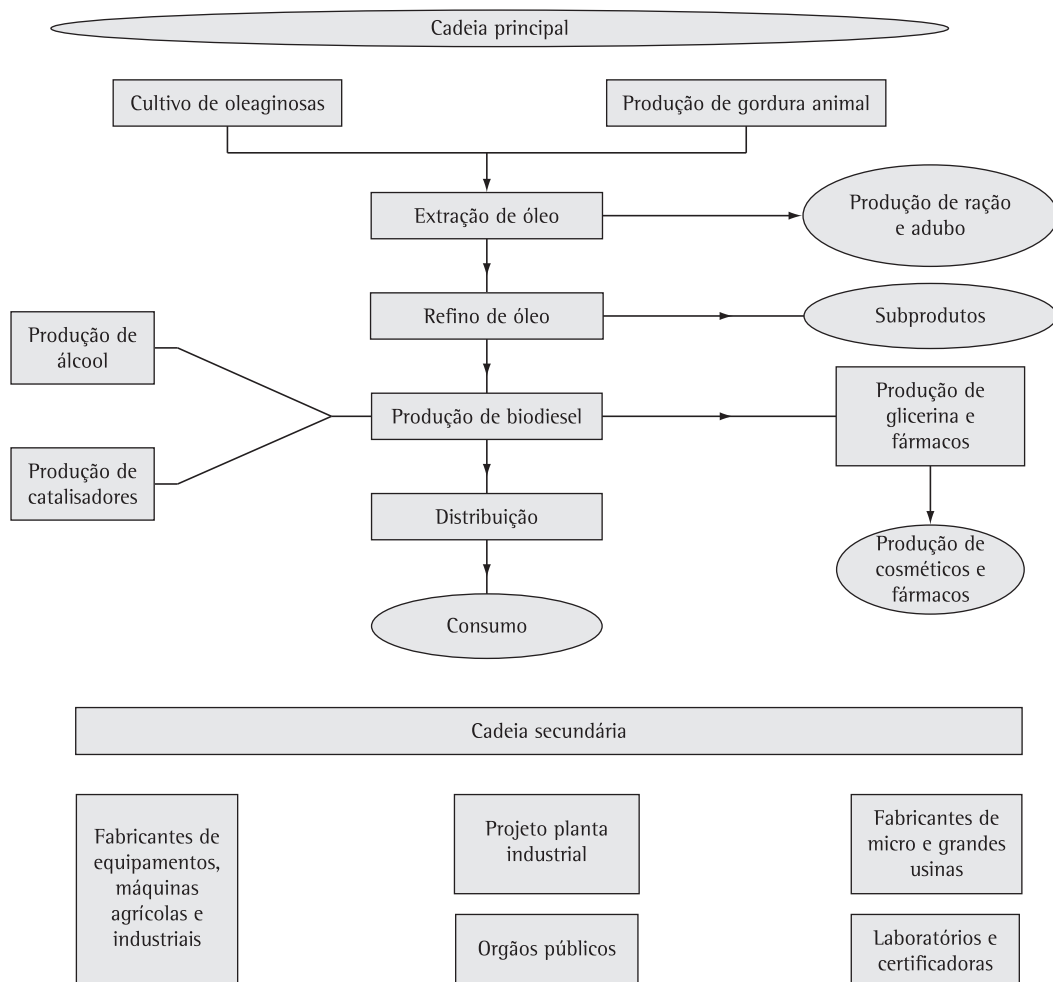 Cadeia principal
Cultivo de oleaginosas
Produção de gordura animal
Extração de óleo
Produção de ração
e adubo
Refino de óleo
Subprodutos
Produção de
álcool
Produção de biodiesel
Produção de
glicerina e
fármacos
Produção de
catalisadores
Distribuição
Produção de
cosméticos e
fármacos
Consumo
Cadeia secundária
Fabricantes de
equipamentos,
máquinas
agrícolas e
industriais
Projeto planta
industrial
Fabricantes de
micro e grandes
usinas
Orgãos públicos
Laboratórios e
certificadoras